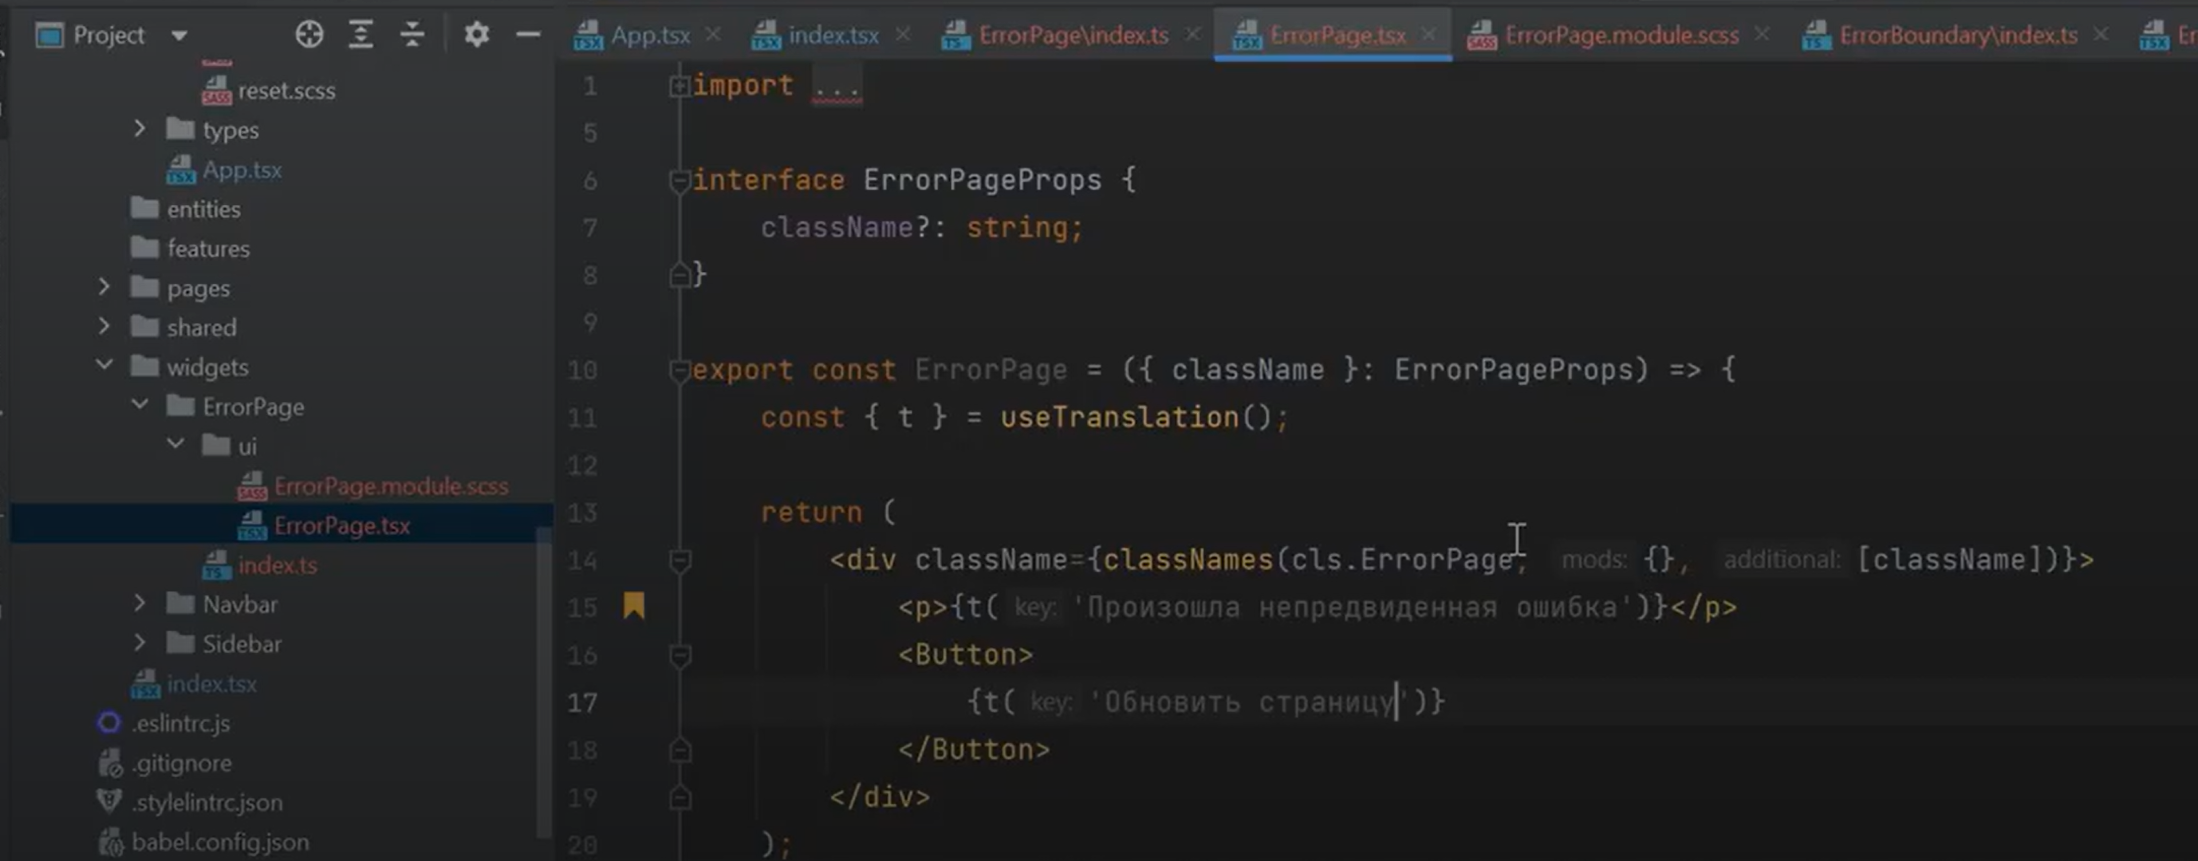 Project
reset.scss
types
App.tsx
entities
features
pages
shared
widgets
ErrorPage
ui
ErrorPage.module.scss
ErrorPage.tsx
index.ts
Navbar
Sidebar
index.tsx
.eslintrc.js
.gitignore
.stylelintrc.json
babel.config.json
App.tsx index.tsx ErrorPage\index.ts ErrorPage.tsx ErrorPage.module.scss ErrorBoundary\index.ts
1 import ...
5
6 interface ErrorPageProps {
7 className?: string;
8 }
9
10 export const ErrorPage = ({ className }: ErrorPageProps) => {
11 const { t } = useTranslation();
12
13 return (
14 <div className={classNames(cls.ErrorPage, mods: {}, additional: [className])}>
15 <p>{t( key: 'Произошла непредвиденная ошибка')}</p>
16 <Button>
17 {t( key: 'Обновить страницу')}
18 </Button>
19 </div>
20 );